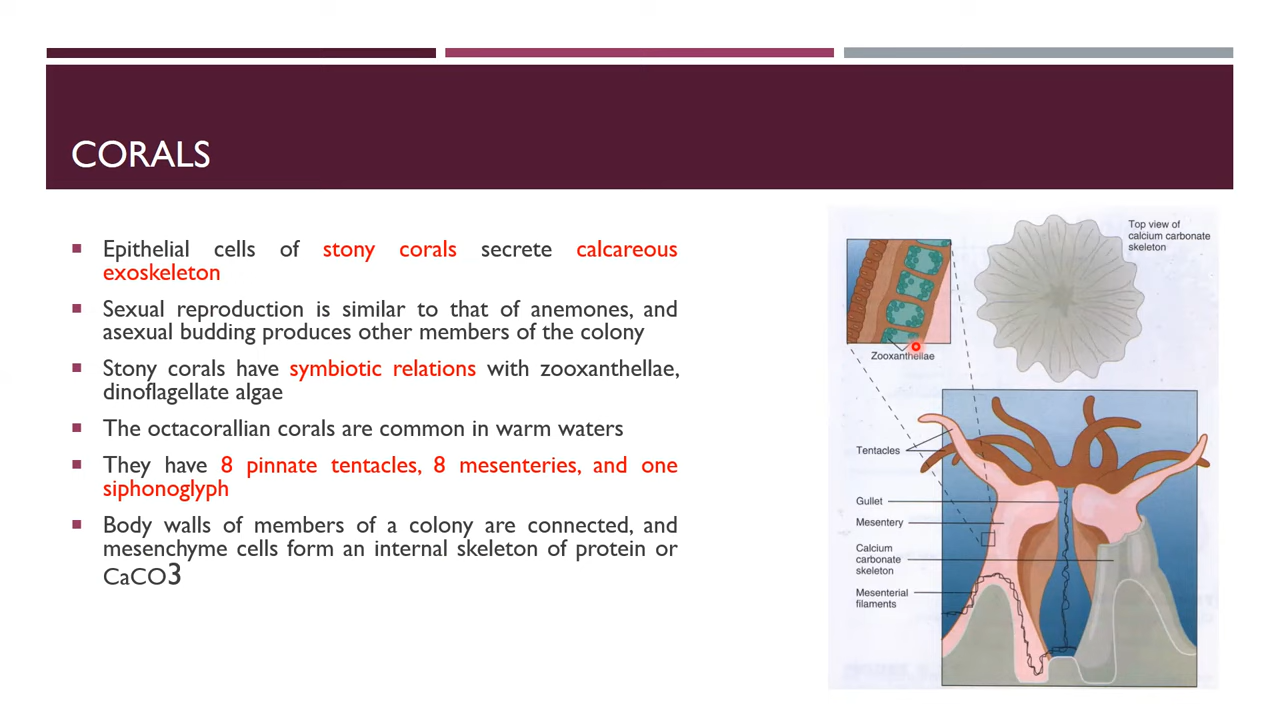 CORALS
Epithelial cells of stony corals secrete calcareous
exoskeleton
Sexual reproduction is similar to that of anemones, and
asexual budding produces other members of the colony
Stony corals have symbiotic relations with zooxanthellae,
dinoflagellate algae
The octacorallian corals are common in warm waters
They have 8 pinnate tentacles, 8 mesenteries, and one
siphonoglyph
Body walls of members of a colony are connected, and
mesenchyme cells form an internal skeleton of protein or
CaCO3
Top view of
calcium carbonate
skeleton
Zooxanthellae
Tentacles
Gullet
Mesentery
Calcium
carbonate
skeleton
Mesenterial
filaments